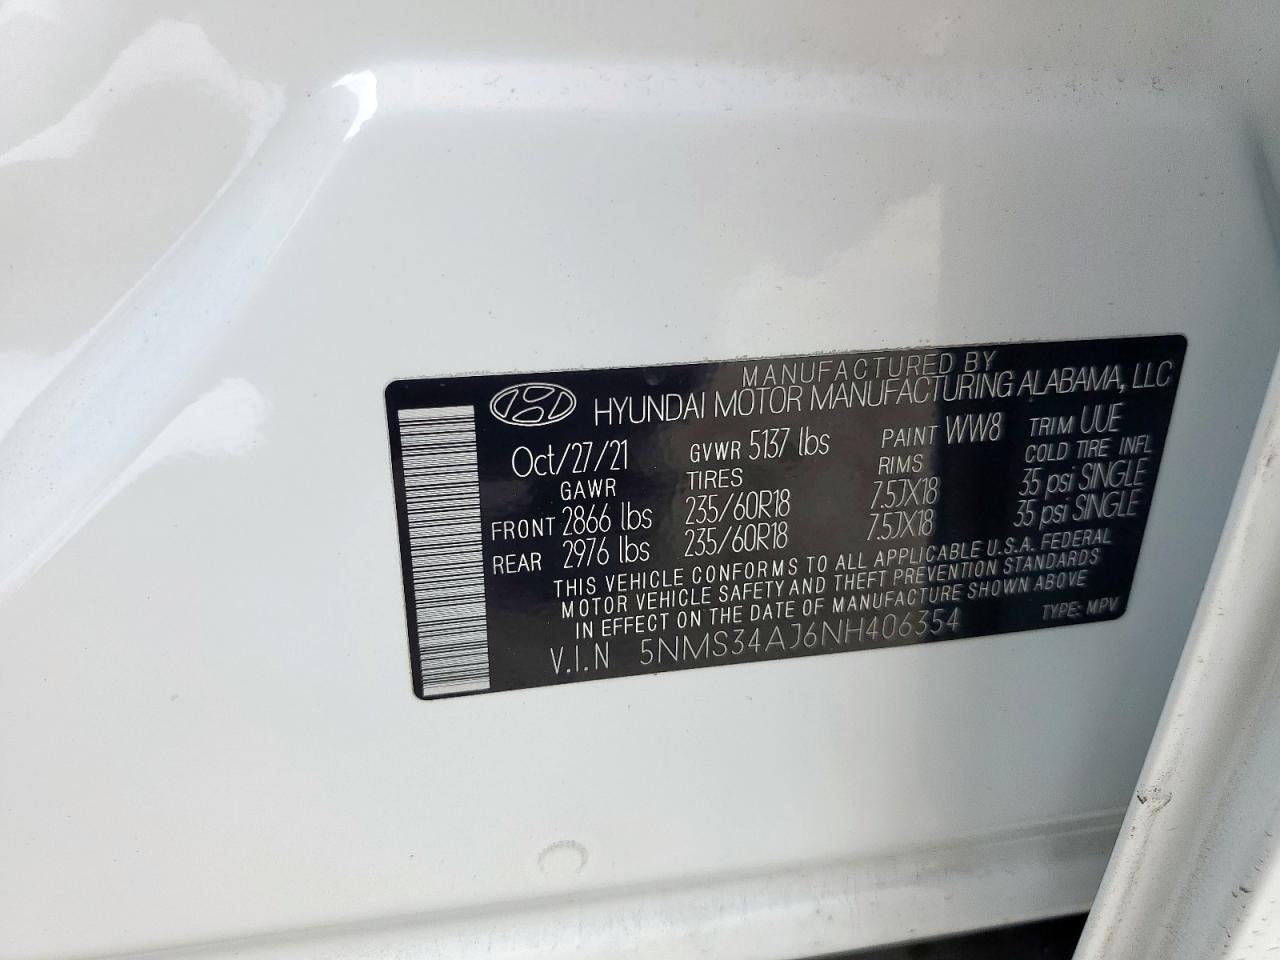 MANUFACTURED BY
HYUNDAI MOTOR MANUFACTURING ALABAMA, LLC
Oct/27/21 GVWR 5137 lbs PAINT WW8 TRIM UUE
GAWR TIRES RIMS COLD TIRE INFL
FRONT 2866 lbs 235/60R18 7.5JX18 35 psi SINGLE
REAR 2976 lbs 235/60R18 7.5JX18 35 psi SINGLE
THIS VEHICLE CONFORMS TO ALL APPLICABLE U.S.A. FEDERAL
MOTOR VEHICLE SAFETY AND THEFT PREVENTION STANDARDS
IN EFFECT ON THE DATE OF MANUFACTURE SHOWN ABOVE
V.I.N 5NMS34AJ6NH406354 TYPE: MPV